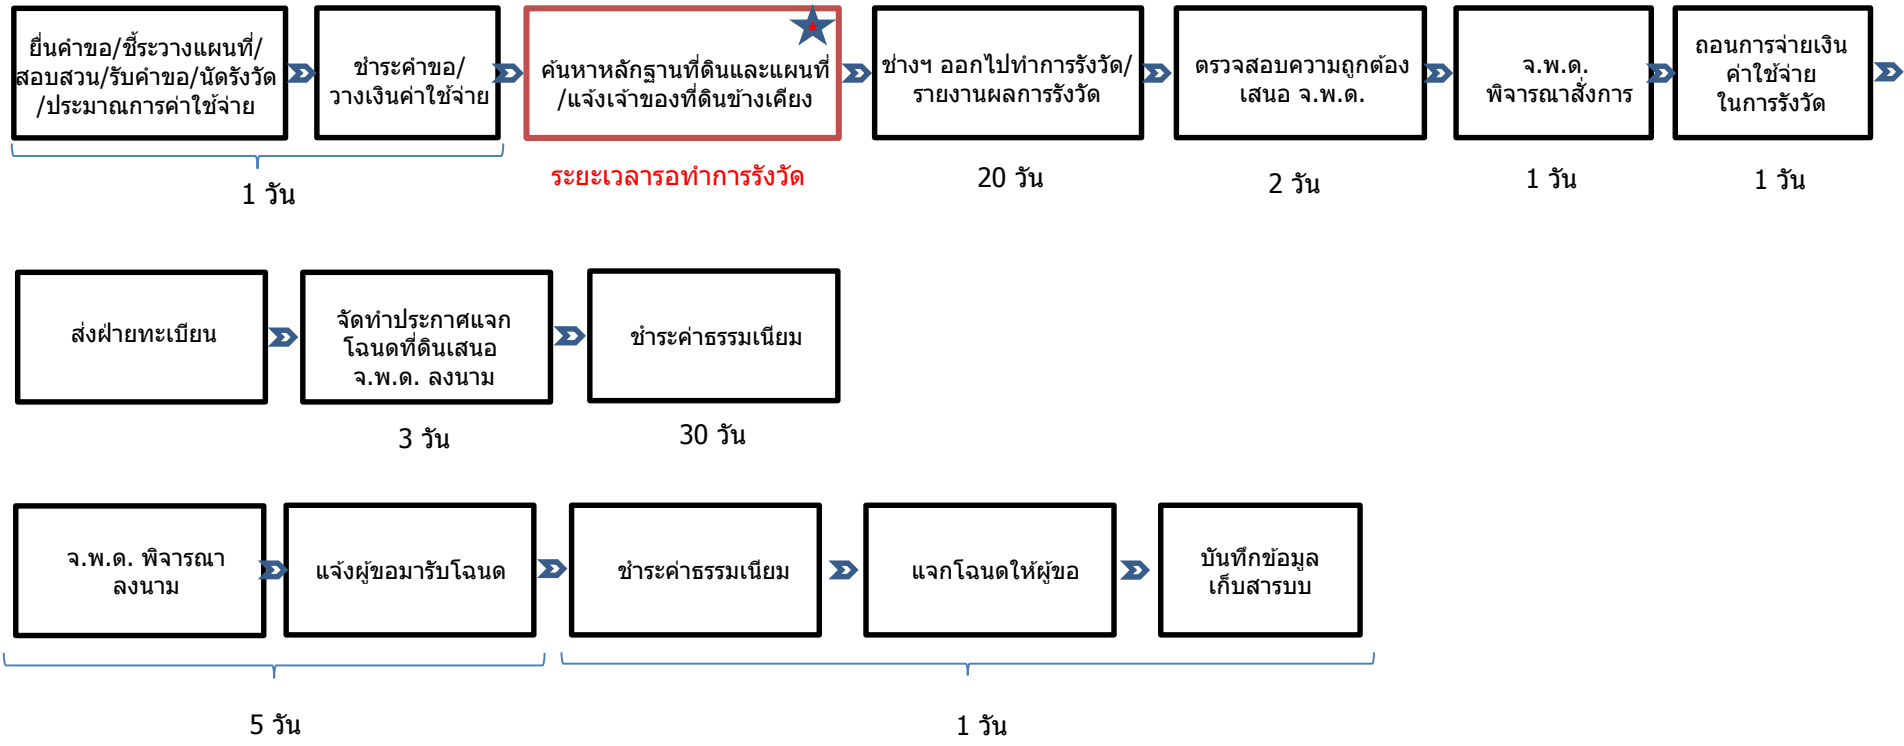 ยื่นคำขอ/ชี้ระวางแผนที่/
สอบสวน/รับคำขอ/นัดรังวัด
/ประมาณการค่าใช้จ่าย
ชำระคำขอ/
วางเงินค่าใช้จ่าย
ค้นหาหลักฐานที่ดินและแผนที่
/แจ้งเจ้าของที่ดินข้างเคียง
ช่างฯ ออกไปทำการรังวัด/
รายงานผลการรังวัด
ตรวจสอบความถูกต้อง
เสนอ จ.พ.ด.
จ.พ.ด.
พิจารณาสั่งการ
ถอนการจ่ายเงิน
ค่าใช้จ่าย
ในการรังวัด
1 วัน
ระยะเวลารอทำการรังวัด
20 วัน
2 วัน
1 วัน
1 วัน
ส่งฝ่ายทะเบียน
จัดทำประกาศแจก
โฉนดที่ดินเสนอ
จ.พ.ด. ลงนาม
ชำระค่าธรรมเนียม
3 วัน
30 วัน
จ.พ.ด. พิจารณา
ลงนาม
แจ้งผู้ขอมารับโฉนด
ชำระค่าธรรมเนียม
แจกโฉนดให้ผู้ขอ
บันทึกข้อมูล
เก็บสารบบ
5 วัน
1 วัน